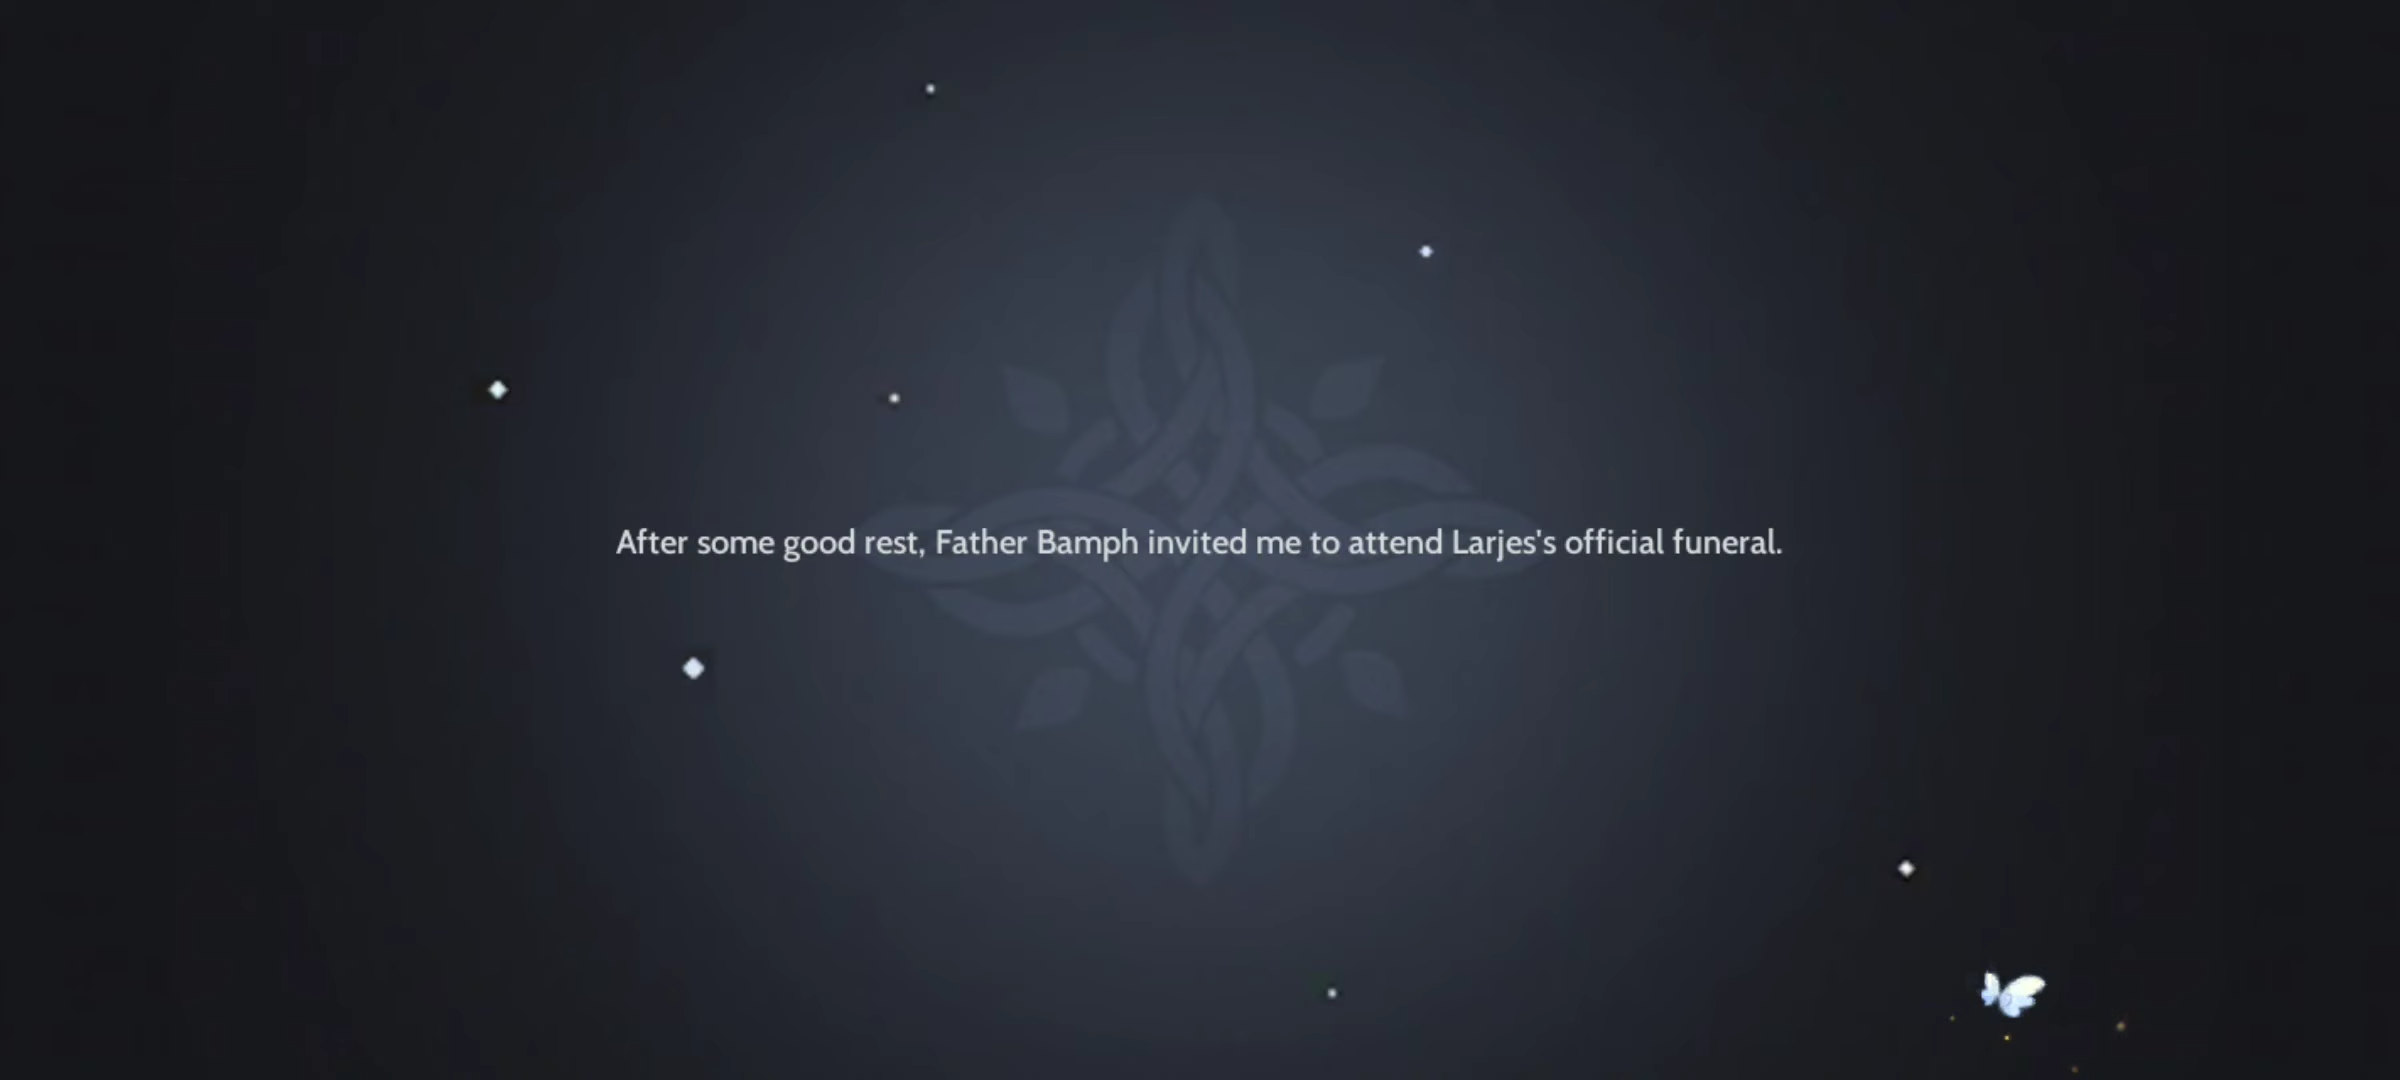 After some good rest, Father Bamph invited me to attend Larjes's official funeral.